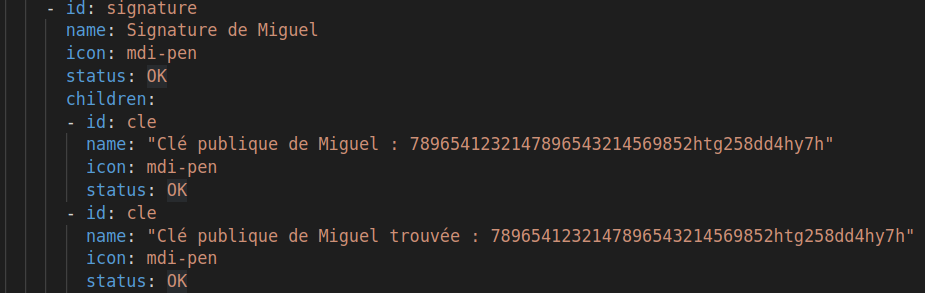 - id: signature
name: Signature de Miguel
icon: mdi-pen
status: OK
children:
- id: cle
name: "Clé publique de Miguel : 78965412321478965432145698​52htg258dd4hy7h"
icon: mdi-pen
status: OK
- id: cle
name: "Clé publique de Miguel trouvée : 7896541232147896543214569852htg258dd4hy7h"
icon: mdi-pen
status: OK